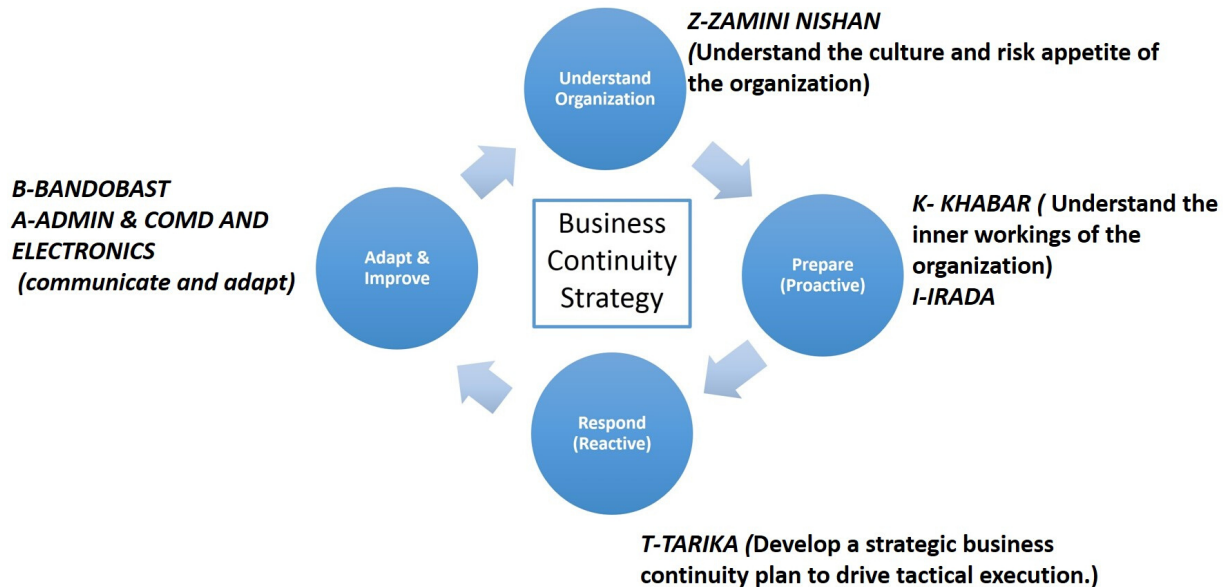 Z-ZAMINI NISHAN
(Understand the culture and risk appetite of
the organization)
Understand
Organization
B-BANDOBAST
A-ADMIN & COMD AND
ELECTRONICS
(communicate and adapt)
Adapt &
Improve
Business
Continuity
Strategy
Prepare
(Proactive)
K- KHABAR ( Understand the
inner workings of the
organization)
I-IRADA
Respond
(Reactive)
T-TARIKA (Develop a strategic business
continuity plan to drive tactical execution.)